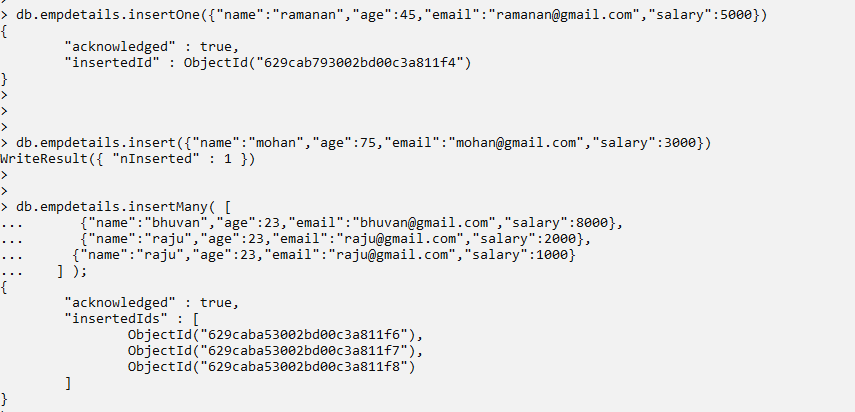 > db.empdetails.insertOne({"name":"ramanan","age":45,"email":"ramanan@gmail.com","salary":5000})
{
        "acknowledged" : true,
        "insertedId" : ObjectId("629cab793002bd00c3a811f4")
}
>
>
>
> db.empdetails.insert({"name":"mohan","age":75,"email":"mohan@gmail.com","salary":3000})
WriteResult({ "nInserted" : 1 })
>
>
> db.empdetails.insertMany( [
...       {"name":"bhuvan","age":23,"email":"bhuvan@gmail.com","salary":8000},
...       {"name":"raju","age":23,"email":"raju@gmail.com","salary":2000},
...      {"name":"raju","age":23,"email":"raju@gmail.com","salary":1000}
...    ] );
{
        "acknowledged" : true,
        "insertedIds" : [
                ObjectId("629caba53002bd00c3a811f6"),
                ObjectId("629caba53002bd00c3a811f7"),
                ObjectId("629caba53002bd00c3a811f8")
        ]
}